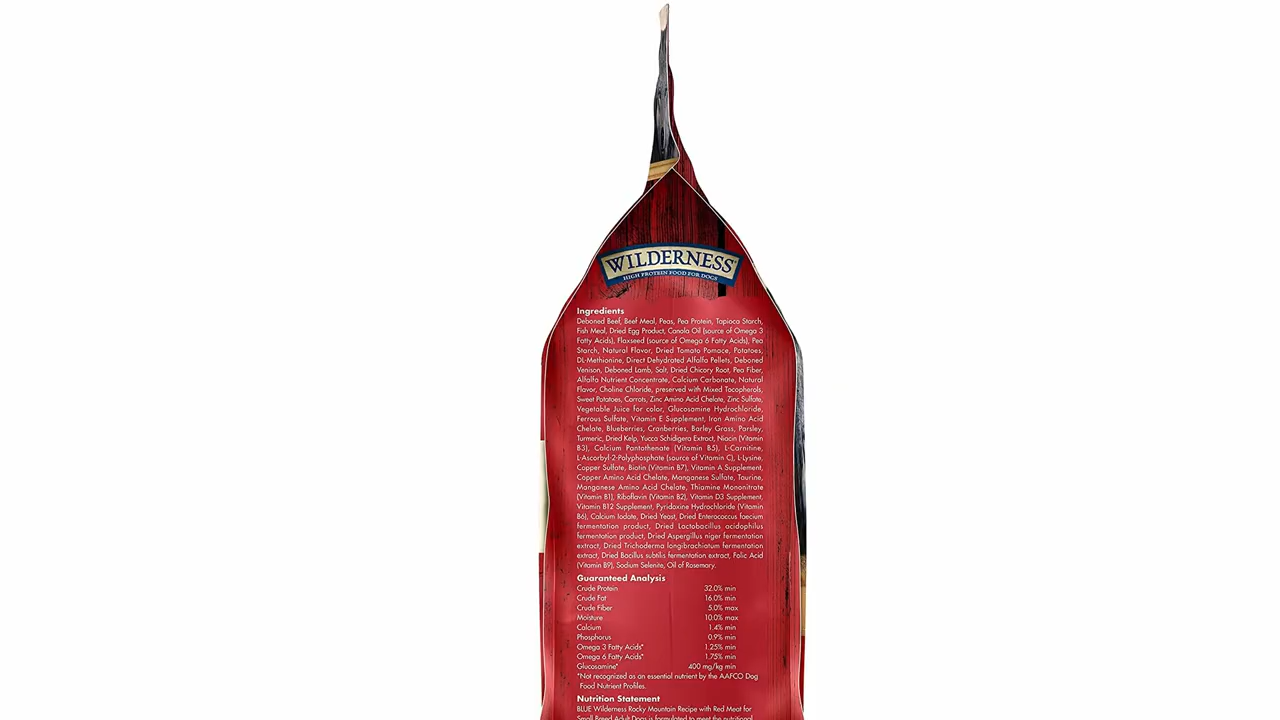 WILDERNESS
HIGH PROTEIN FOOD FOR DOGS
Ingredients
Deboned Beef, Beef Meal, Peas, Pea Protein, Tapioca Starch,
Fish Meal, Dried Egg Product, Canola Oil (source of Omega 3
Fatty Acids), Flaxseed (source of Omega 6 Fatty Acids), Pea
Starch, Natural Flavor, Dried Tomato Pomace, Potatoes,
DL-Methionine, Direct Dehydrated Alfalfa Pellets, Deboned
Venison, Deboned Lamb, Salt, Dried Chicory Root, Pea Fiber,
Alfalfa Nutrient Concentrate, Calcium Carbonate, Natural
Flavor, Choline Chloride, preserved with Mixed Tocopherols,
Sweet Potatoes, Carrots, Zinc Amino Acid Chelate, Zinc Sulfate,
Vegetable Juice for color, Glucosamine Hydrochloride,
Ferrous Sulfate, Vitamin E Supplement, Iron Amino Acid
Chelate, Blueberries, Cranberries, Barley Grass, Parsley,
Turmeric, Dried Kelp, Yucca Schidigera Extract, Niacin (Vitamin
B3), Calcium Pantothenate (Vitamin B5), L-Carnitine,
L-Ascorbyl-2-Polyphosphate (source of Vitamin C), L-Lysine,
Copper Sulfate, Biotin (Vitamin B7), Vitamin A Supplement,
Copper Amino Acid Chelate, Manganese Sulfate, Taurine,
Manganese Amino Acid Chelate, Thiamine Mononitrate
(Vitamin B1), Riboflavin (Vitamin B2), Vitamin D3 Supplement,
Vitamin B12 Supplement, Pyridoxine Hydrochloride (Vitamin
B6), Calcium Iodate, Dried Yeast, Dried Enterococcus faecium
fermentation product, Dried Lactobacillus acidophilus
fermentation product, Dried Aspergillus niger fermentation
extract, Dried Trichoderma longibrachiatum fermentation
extract, Dried Bacillus subtilis fermentation extract, Folic Acid
(Vitamin B9), Sodium Selenite, Oil of Rosemary.
Guaranteed Analysis
Crude Protein 32.0% min
Crude Fat 16.0% min
Crude Fiber 5.0% max
Moisture 10.0% max
Calcium 1.4% min
Phosphorus 0.9% min
Omega 3 Fatty Acids* 1.25% min
Omega 6 Fatty Acids* 1.75% min
Glucosamine* 400 mg/kg min
*Not recognized as an essential nutrient by the AAFCO Dog
Food Nutrient Profiles.
Nutrition Statement
BLUE Wilderness Rocky Mountain Recipe with Red Meat for
Small Breed Adult Dogs is formulated to meet the nutritional